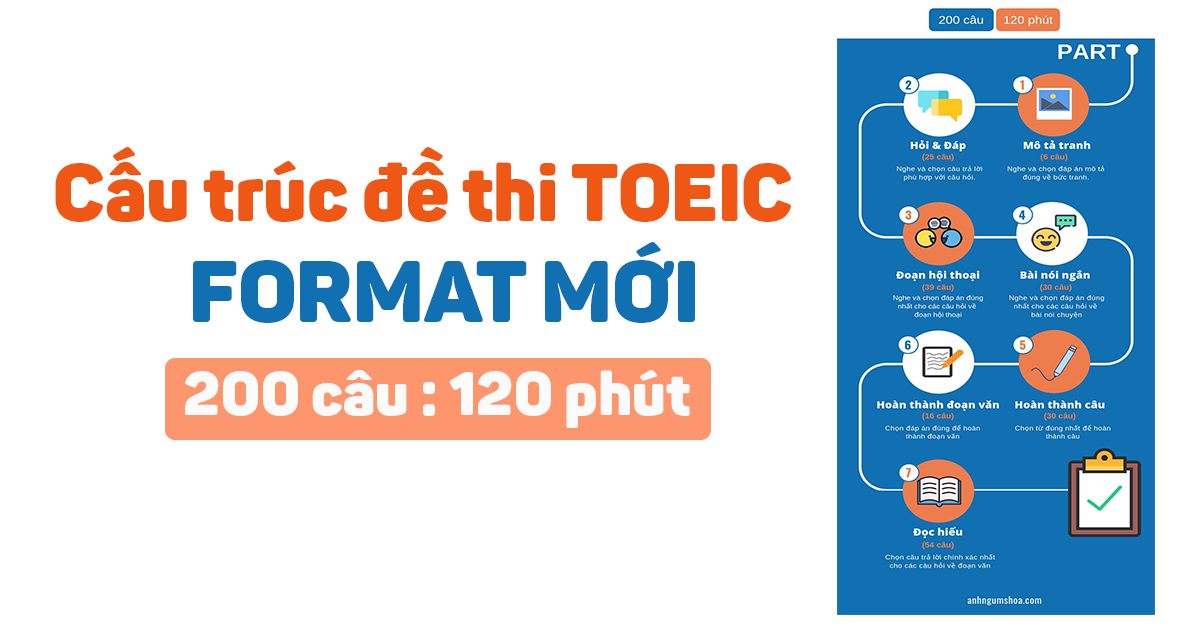 Cấu trúc đề thi TOEIC
FORMAT MỚI
200 câu : 120 phút
200 câu
120 phút
PART
1
Mô tả tranh
(6 câu)
Nghe và chọn đáp án mô tả
đúng về bức tranh.
2
Hỏi & Đáp
(25 câu)
Nghe và chọn câu trả lời
phù hợp với câu hỏi.
3
Đoạn hội thoại
(39 câu)
Nghe và chọn đáp án đúng
nhất cho các câu hỏi về
đoạn hội thoại
4
Bài nói ngắn
(30 câu)
Nghe và chọn đáp án đúng
nhất cho các câu hỏi về
bài nói chuyện
5
Hoàn thành câu
(30 câu)
Chọn từ đúng nhất để hoàn
thành câu
6
Hoàn thành đoạn văn
(16 câu)
Chọn đáp án đúng để hoàn
thành đoạn văn
7
Đọc hiểu
(54 câu)
Chọn câu trả lời chính xác nhất
cho các câu hỏi về đoạn văn
anhngumshoa.com